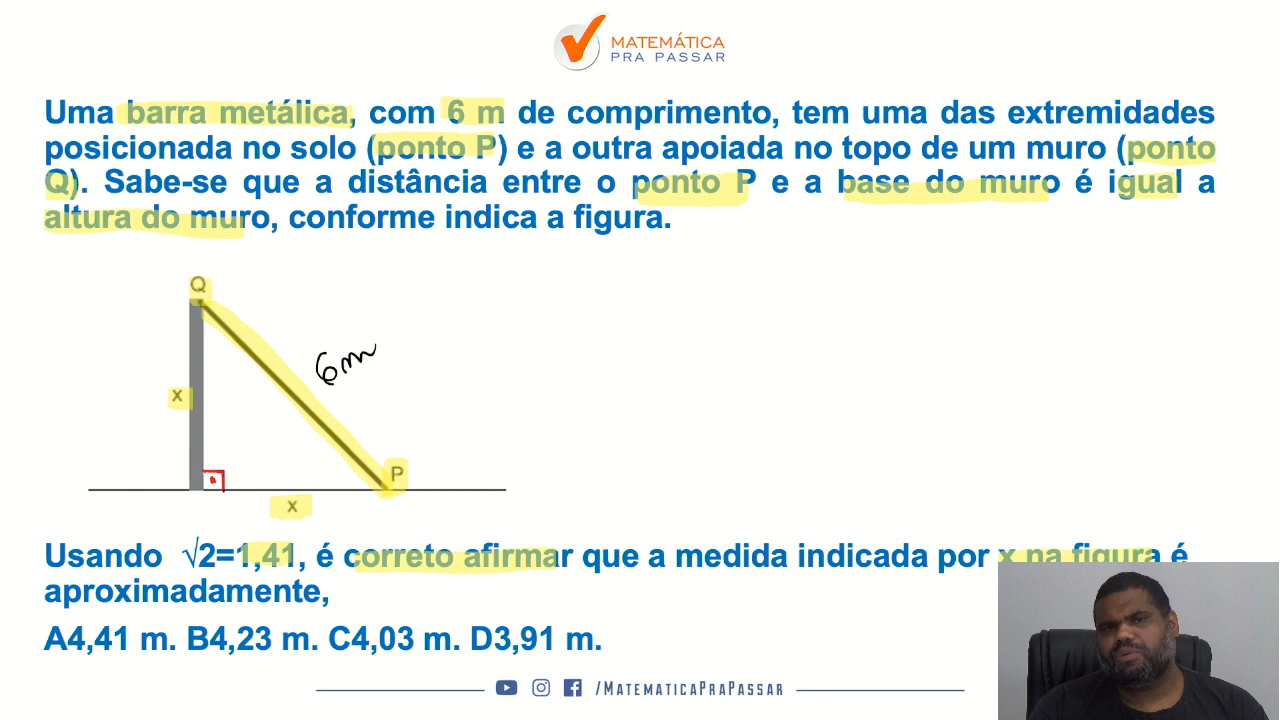 MATEMÁTICA
PRA PASSAR
Uma barra metálica, com 6 m de comprimento, tem uma das extremidades
posicionada no solo (ponto P) e a outra apoiada no topo de um muro (ponto
Q). Sabe-se que a distância entre o ponto P e a base do muro é igual a
altura do muro, conforme indica a figura.
Q
6m
x
P
x
Usando √2=1,41, é correto afirmar que a medida indicada por x na figura é
aproximadamente,
A4,41 m. B4,23 m. C4,03 m. D3,91 m.
/MATEMATICAPRAPASSAR